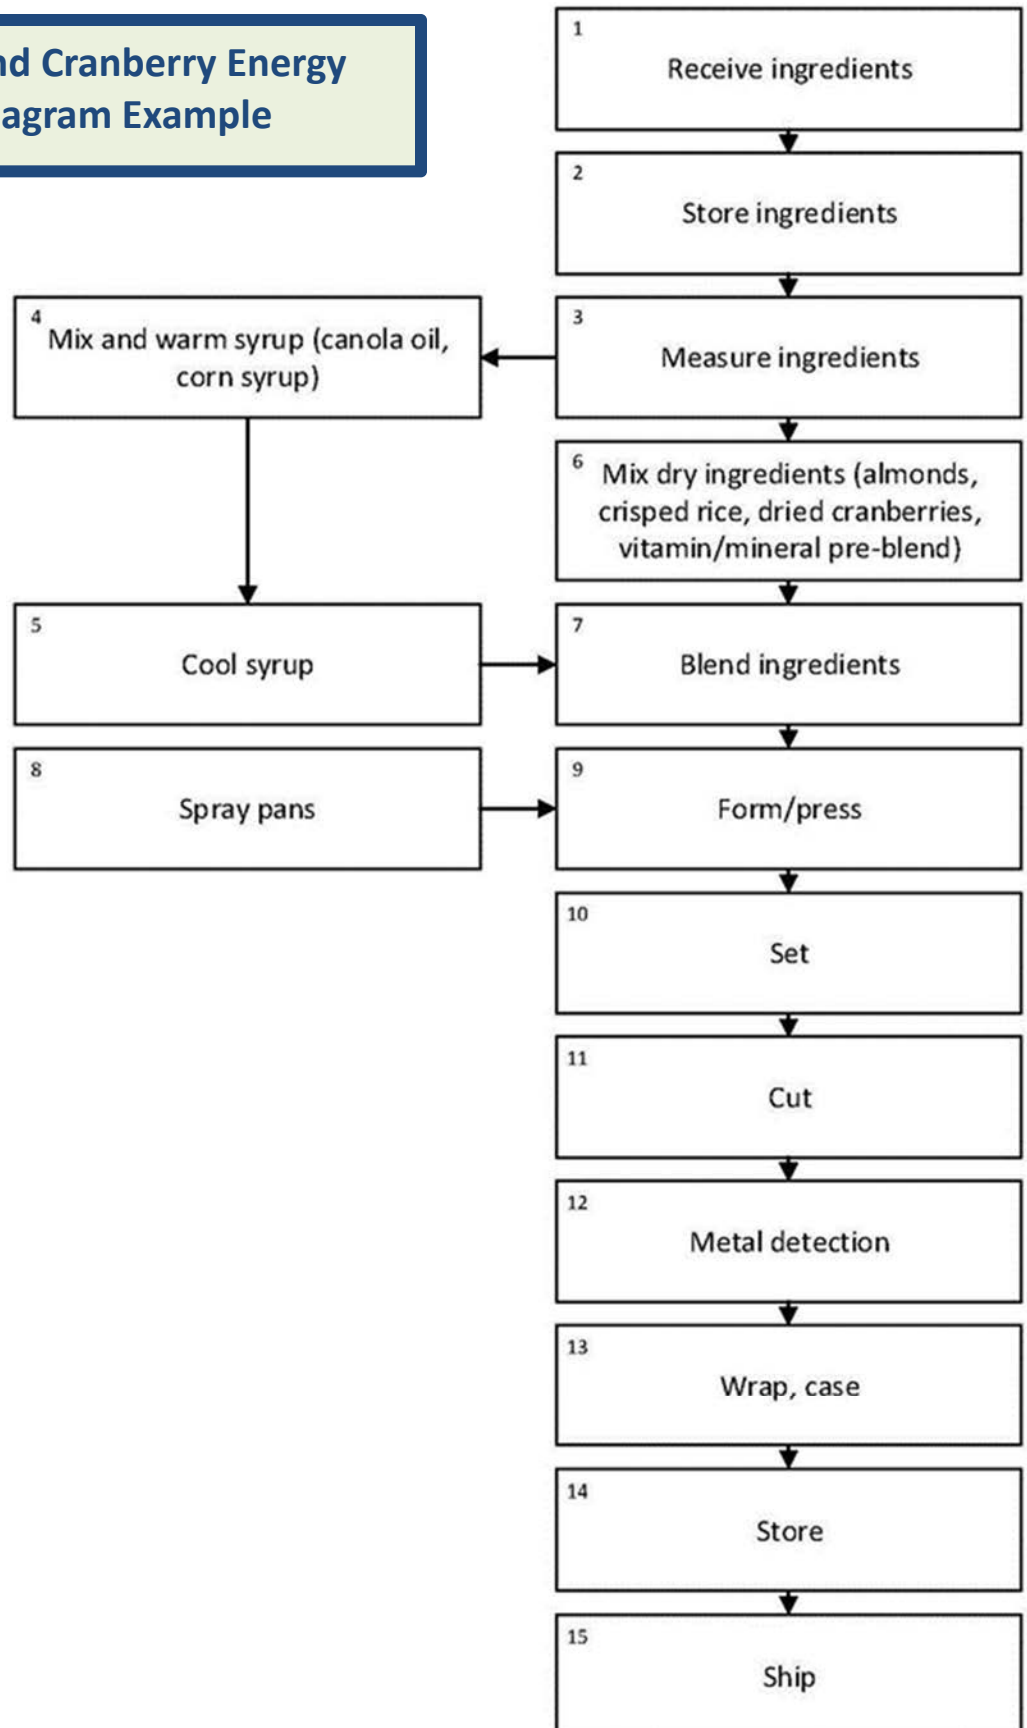 nd Cranberry Energy
agram Example
1
Receive ingredients
2
Store ingredients
3
Measure ingredients
4
Mix and warm syrup (canola oil,
corn syrup)
6
Mix dry ingredients (almonds,
crisped rice, dried cranberries,
vitamin/mineral pre-blend)
5
Cool syrup
7
Blend ingredients
8
Spray pans
9
Form/press
10
Set
11
Cut
12
Metal detection
13
Wrap, case
14
Store
15
Ship